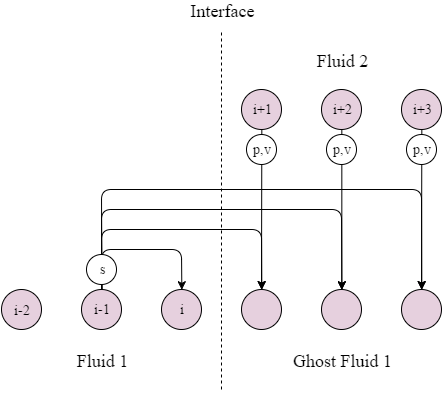 Interface
Fluid 2
i+1 i+2 i+3
p,v p,v p,v
s
i-2 i-1 i
Fluid 1 Ghost Fluid 1